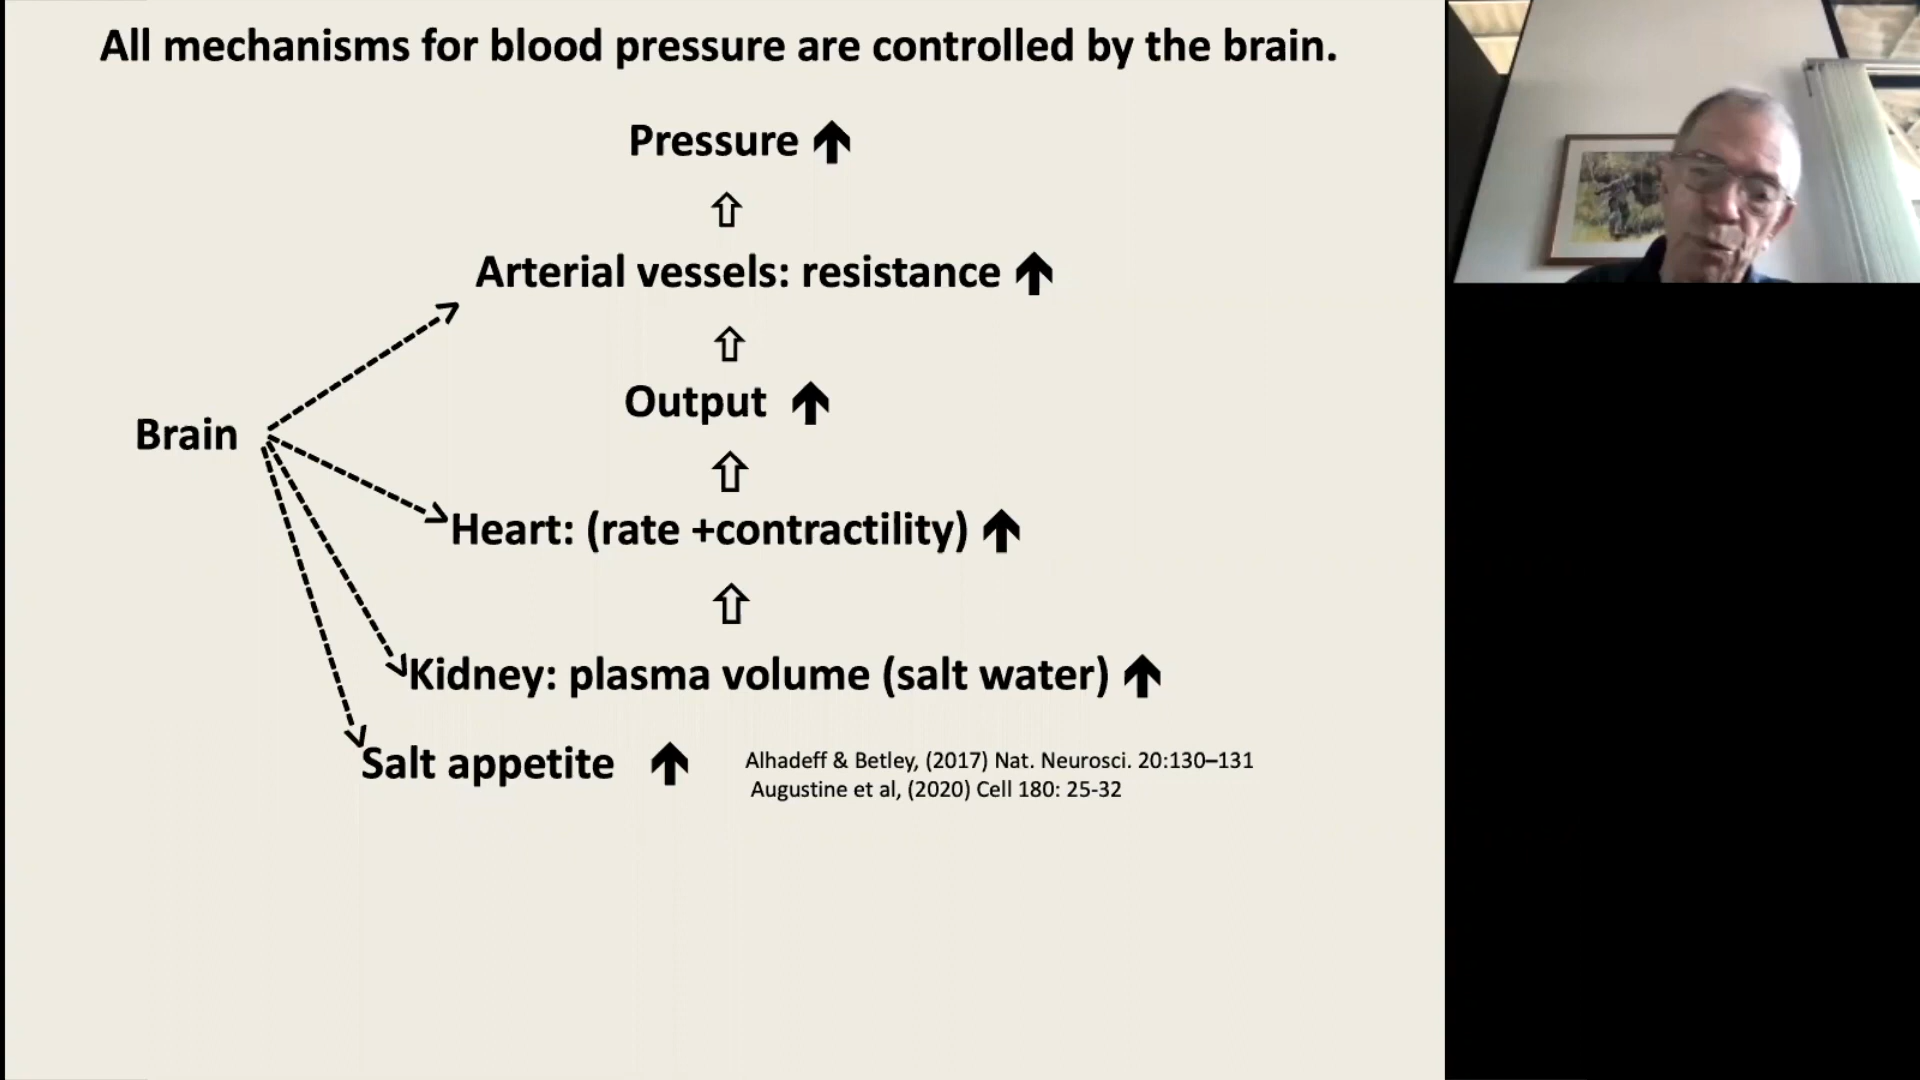 All mechanisms for blood pressure are controlled by the brain.
Pressure
Arterial vessels: resistance
Output
Brain
Heart: (rate +contractility)
Kidney: plasma volume (salt water)
Salt appetite
Alhadeff & Betley, (2017) Nat. Neurosci. 20:130–131
Augustine et al, (2020) Cell 180: 25-32